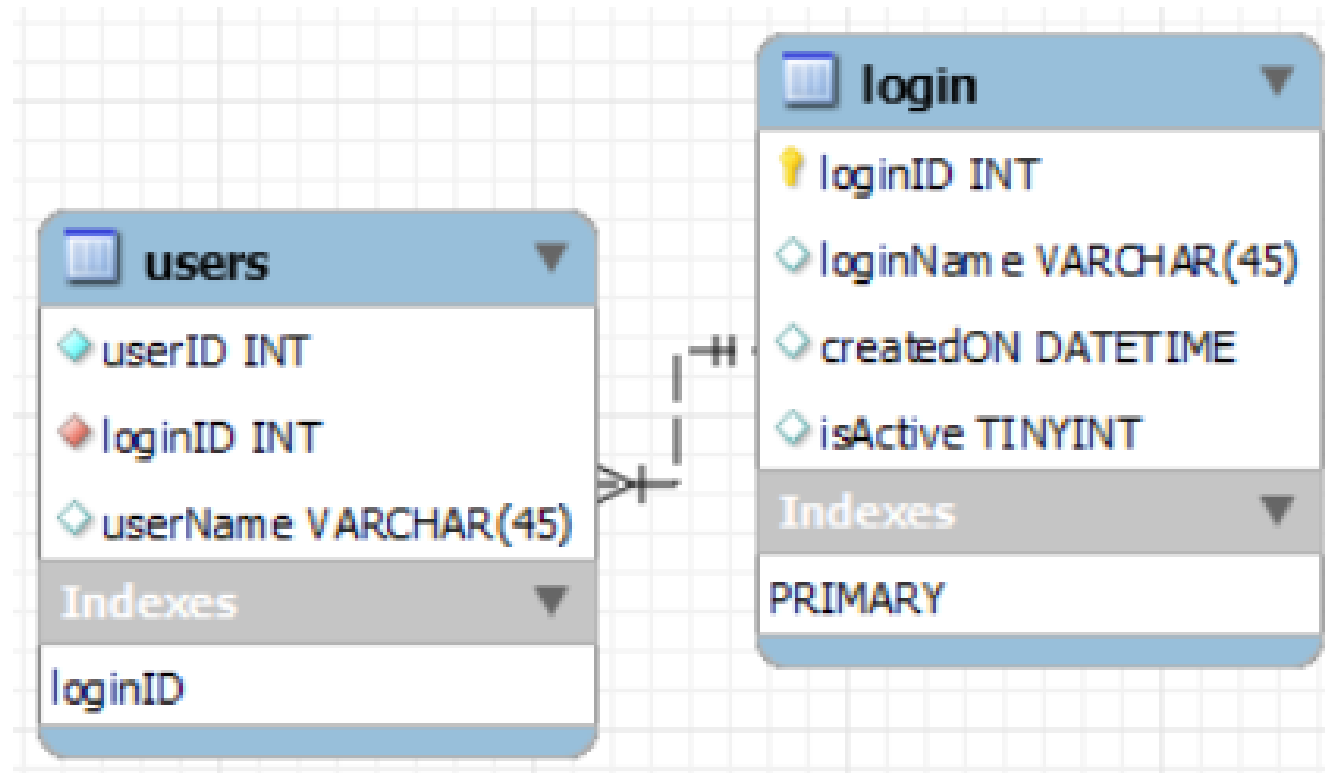 users
userID INT
loginID INT
userName VARCHAR(45)
Indexes
loginID
login
loginID INT
loginName VARCHAR(45)
createdON DATETIME
isActive TINYINT
Indexes
PRIMARY